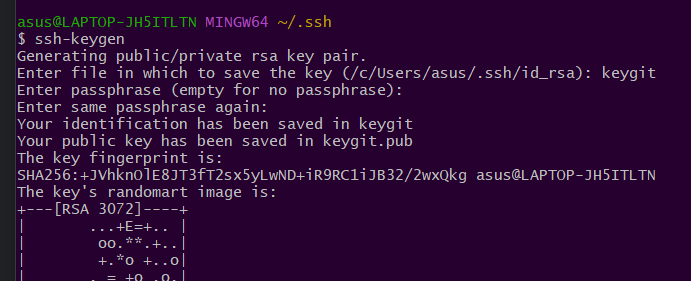 asus@LAPTOP-JH5ITLTN MINGW64 ~/.ssh
$ ssh-keygen
Generating public/private rsa key pair.
Enter file in which to save the key (/c/Users/asus/.ssh/id_rsa): keygit
Enter passphrase (empty for no passphrase):
Enter same passphrase again:
Your identification has been saved in keygit
Your public key has been saved in keygit.pub
The key fingerprint is:
SHA256:+JVhknOlE8JT3fT2sx5yLwND+iR9RC1iJB32/2wxQkg asus@LAPTOP-JH5ITLTN
The key's randomart image is:
+---[RSA 3072]----+
|      ...+E=+.. |
|       oo.**.+..|
|       +.*o +..o|
|      . = +o .o.|